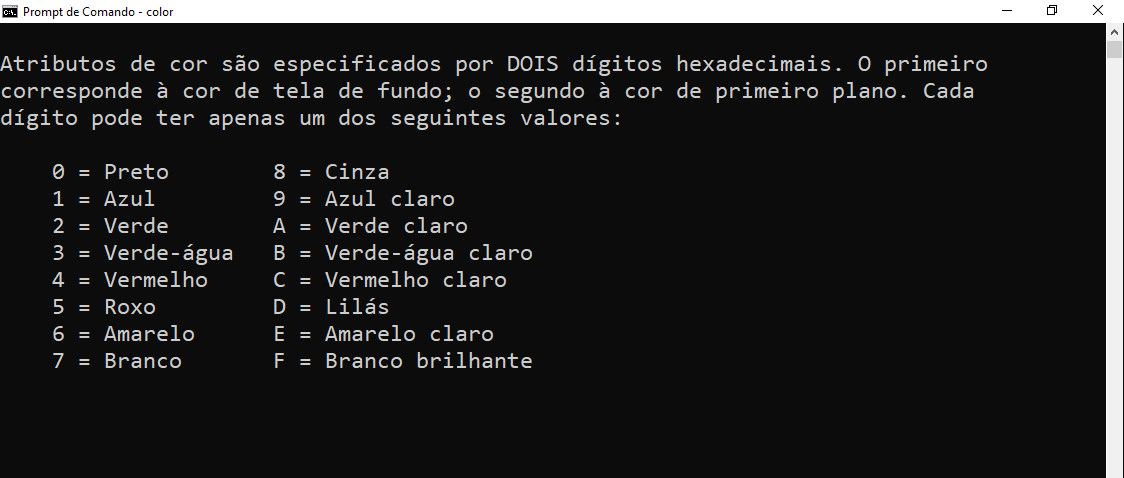 Prompt de Comando - color
Atributos de cor são especificados por DOIS dígitos hexadecimais. O primeiro
corresponde à cor de tela de fundo; o segundo à cor de primeiro plano. Cada
dígito pode ter apenas um dos seguintes valores:
0 = Preto 8 = Cinza
1 = Azul 9 = Azul claro
2 = Verde A = Verde claro
3 = Verde-água B = Verde-água claro
4 = Vermelho C = Vermelho claro
5 = Roxo D = Lilás
6 = Amarelo E = Amarelo claro
7 = Branco F = Branco brilhante